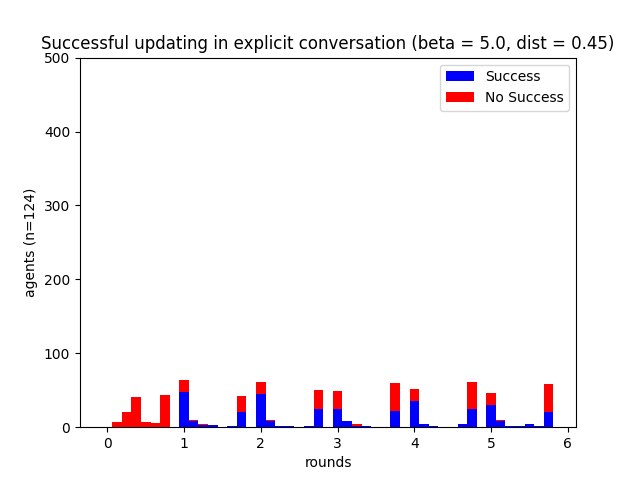 Successful updating in explicit conversation (beta = 5.0, dist = 0.45)
500
400
300
200
100
0
agents (n=124)
Success
No Success
0 1 2 3 4 5 6
rounds